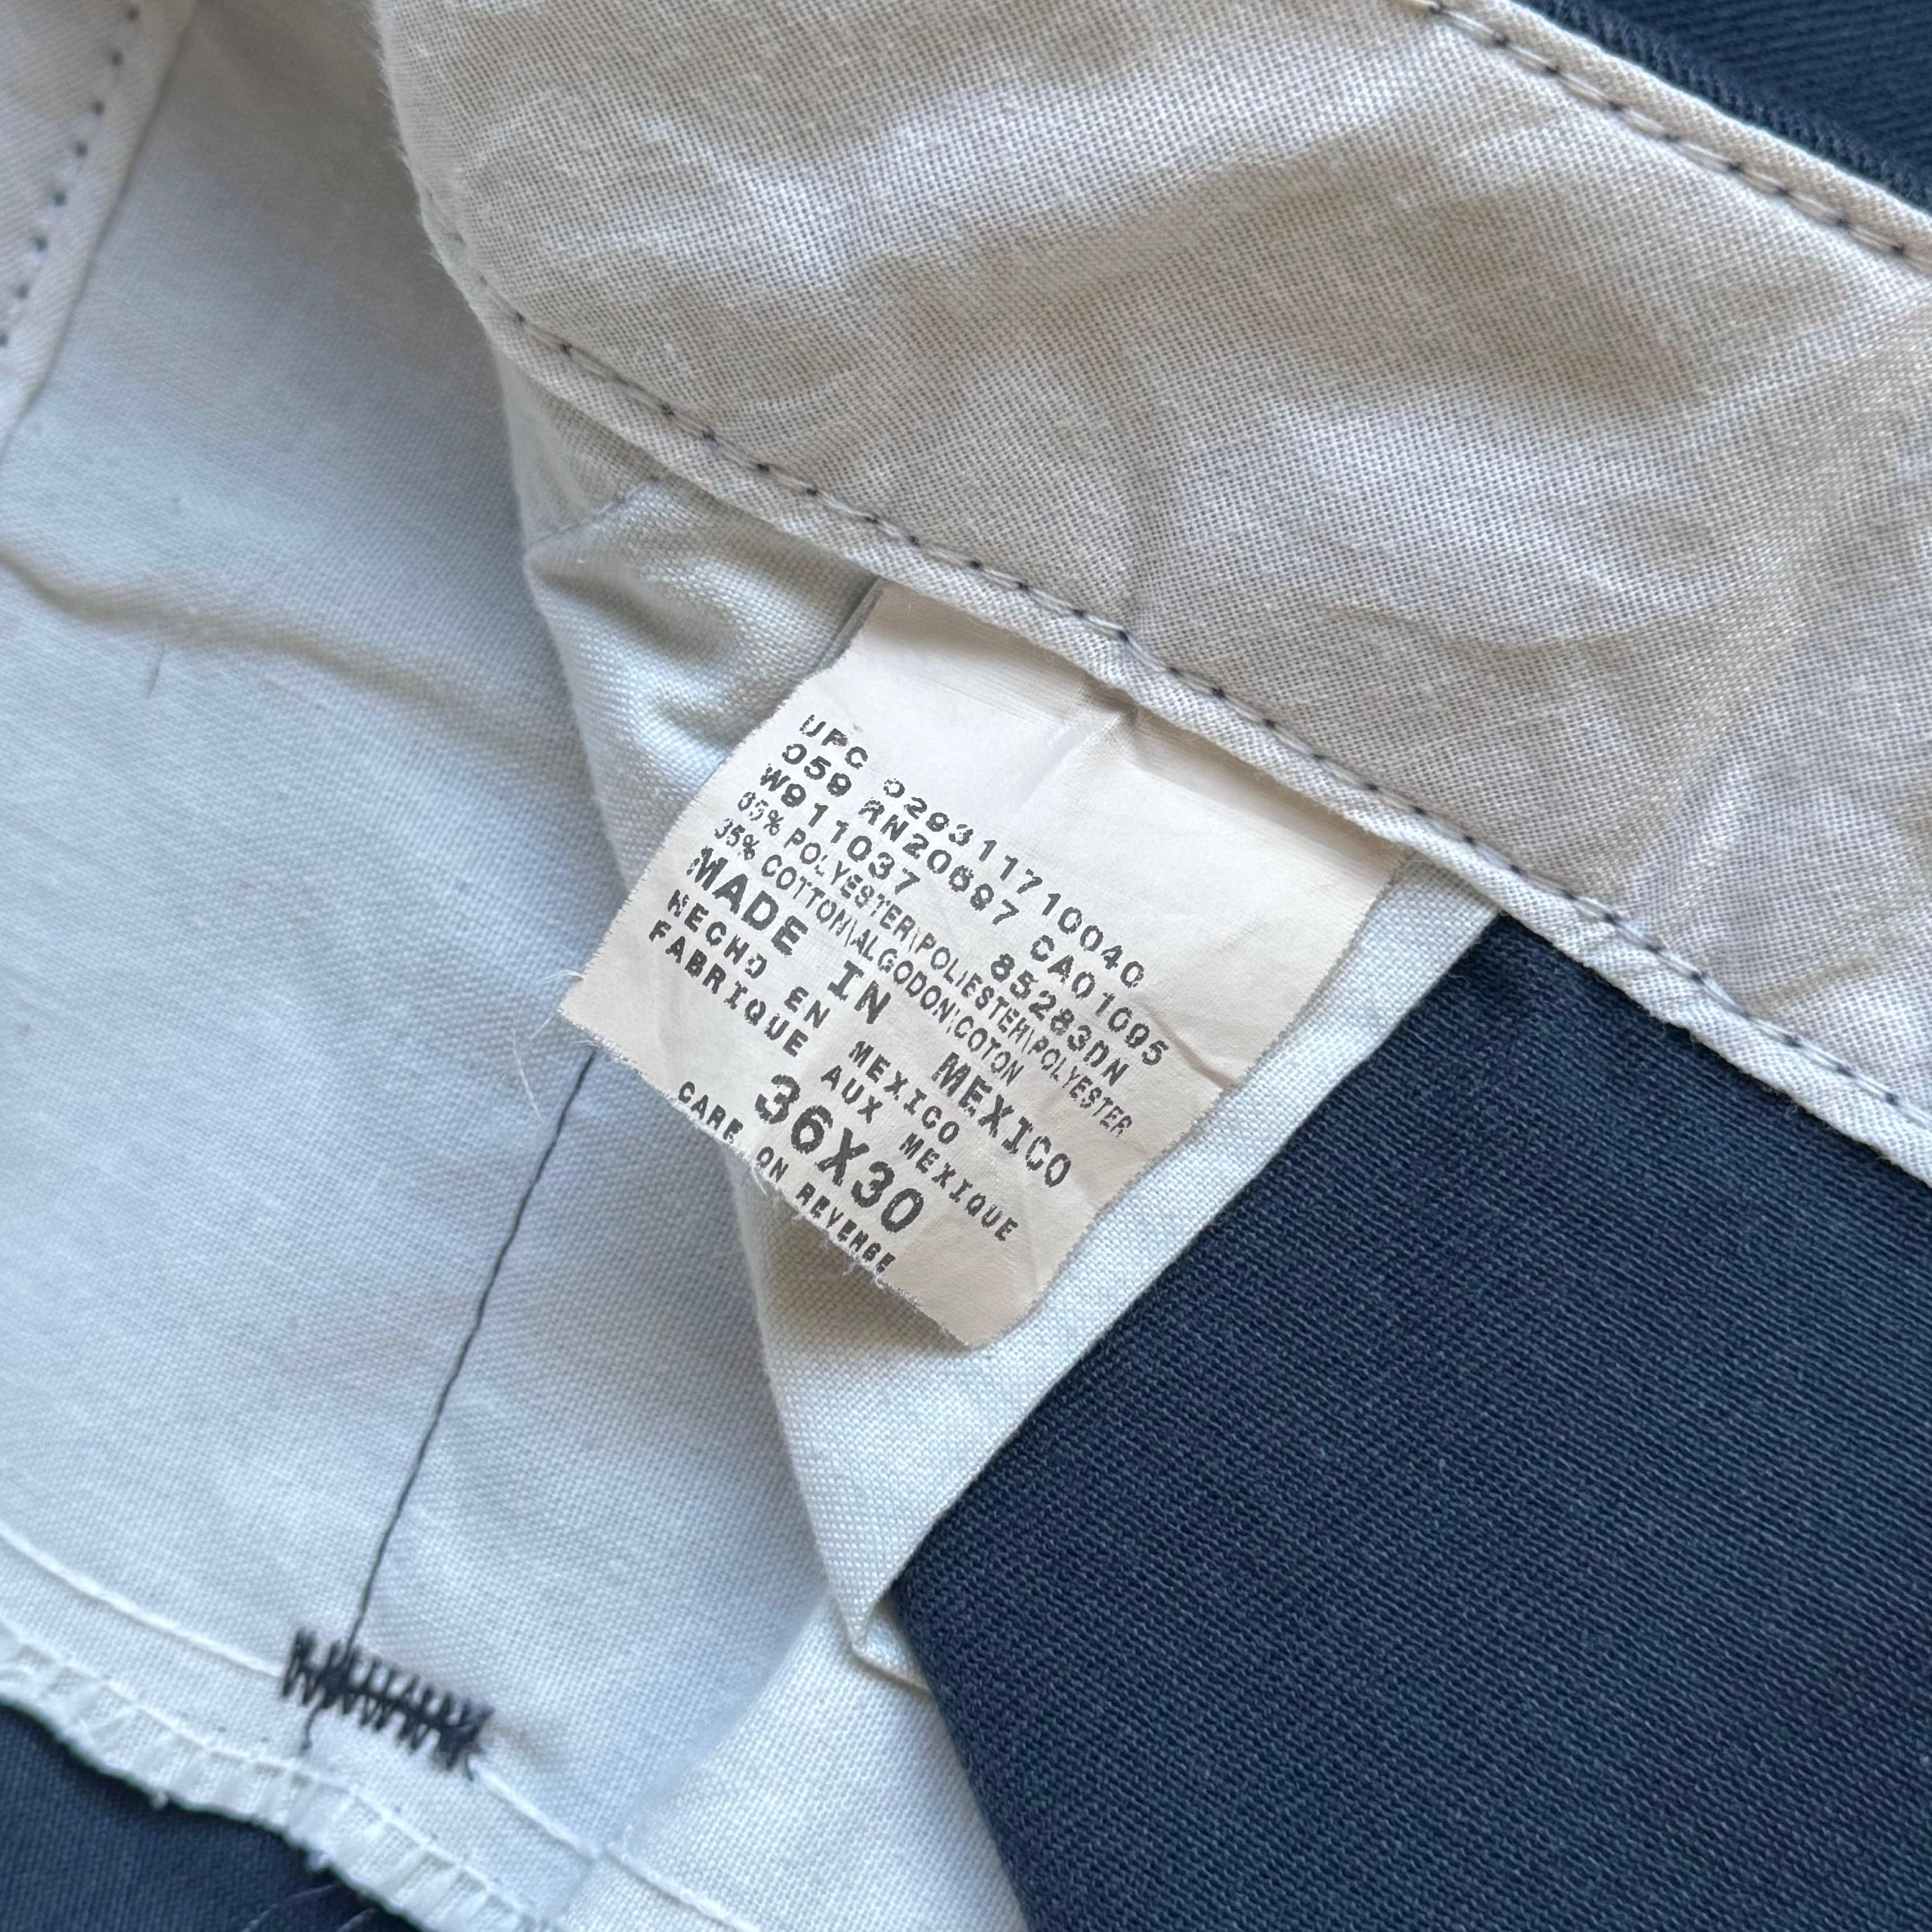 UPC 029311710040
059 RN20697 CA01095
W911037 85283DN
65% POLYESTER\POLIESTER\POLYESTER
35% COTTON\ALGODON\COTON
MADE IN MEXICO
HECHO EN MEXICO
FABRIQUE AUX MEXIQUE
36X30
CARE ON REVERSE